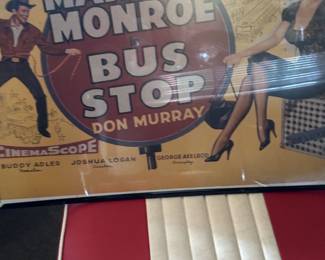 MONROE
BUS
STOP
DON MURRAY
CINEMASCOPE
BUDDY ADLER
JOSHUA LOGAN
GEORGE AXELROD